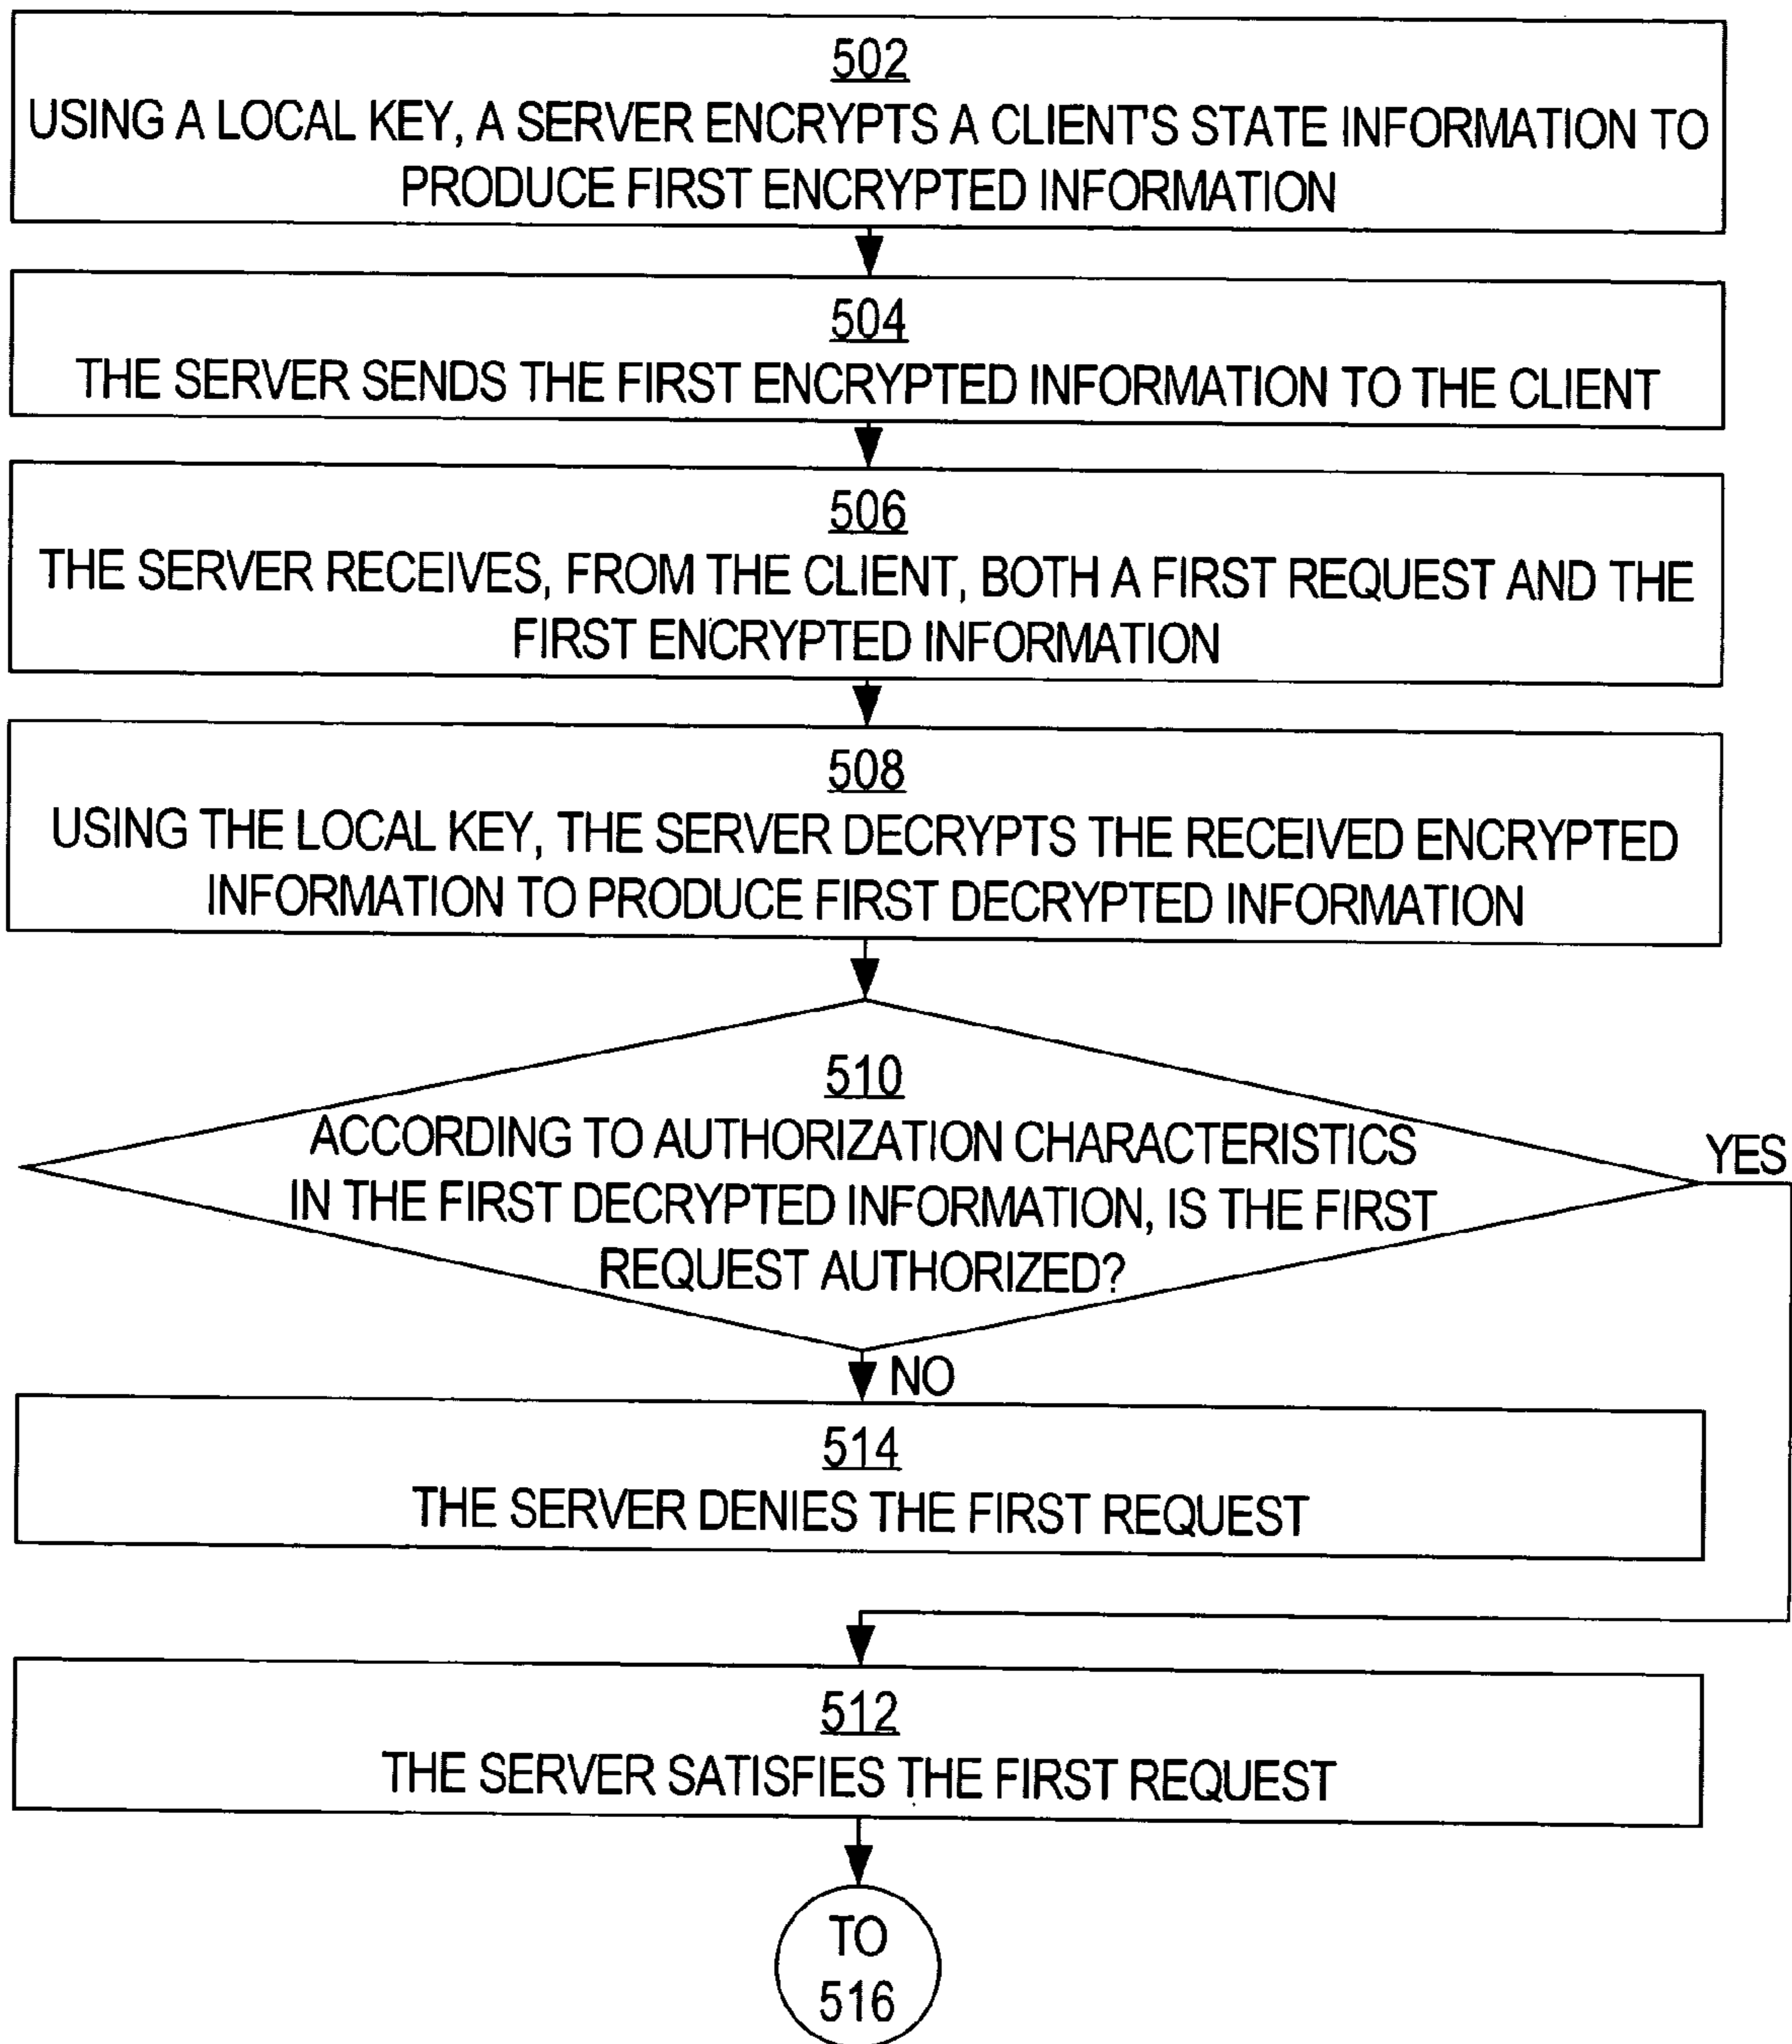 502
USING A LOCAL KEY, A SERVER ENCRYPTS A CLIENT'S STATE INFORMATION TO
PRODUCE FIRST ENCRYPTED INFORMATION
504
THE SERVER SENDS THE FIRST ENCRYPTED INFORMATION TO THE CLIENT
506
THE SERVER RECEIVES, FROM THE CLIENT, BOTH A FIRST REQUEST AND THE
FIRST ENCRYPTED INFORMATION
508
USING THE LOCAL KEY, THE SERVER DECRYPTS THE RECEIVED ENCRYPTED
INFORMATION TO PRODUCE FIRST DECRYPTED INFORMATION
510
ACCORDING TO AUTHORIZATION CHARACTERISTICS
IN THE FIRST DECRYPTED INFORMATION, IS THE FIRST
REQUEST AUTHORIZED?
YES
NO
514
THE SERVER DENIES THE FIRST REQUEST
512
THE SERVER SATISFIES THE FIRST REQUEST
TO
516